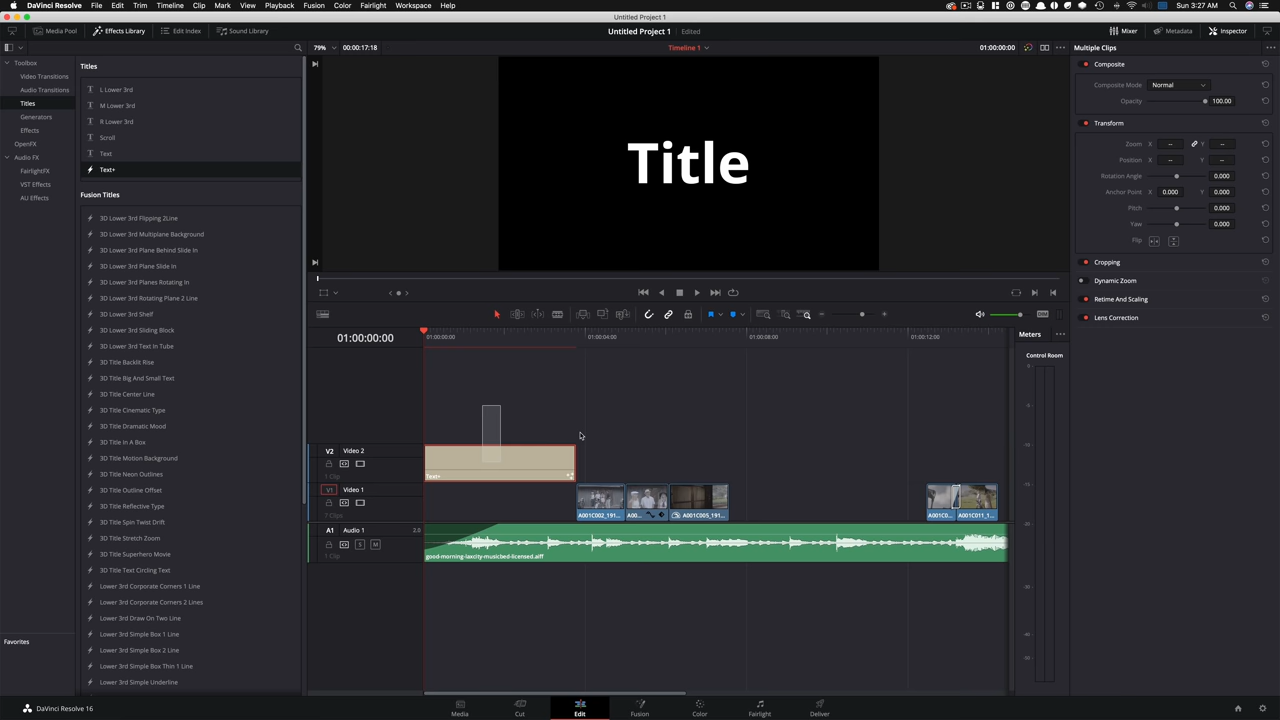 DaVinci Resolve File Edit Trim Timeline Clip Mark View Playback Fusion Color Fairlight Workspace Help
Sun 3:27 AM
Untitled Project 1
Media Pool Effects Library Edit Index Sound Library
Untitled Project 1 Edited
Mixer Metadata Inspector
79% 00:00:17:18 Timeline 1 01:00:00:00
Multiple Clips
Toolbox
Video Transitions
Audio Transitions
Titles
Generators
Effects
OpenFX
Audio FX
FairlightFX
VST Effects
AU Effects
Favorites
Titles
L Lower 3rd
M Lower 3rd
R Lower 3rd
Scroll
Text
Text+
Fusion Titles
3D Lower 3rd Flipping 2Line
3D Lower 3rd Multiplane Background
3D Lower 3rd Plane Behind Slide In
3D Lower 3rd Plane Slide In
3D Lower 3rd Planes Rotating In
3D Lower 3rd Rotating Plane 2 Line
3D Lower 3rd Shelf
3D Lower 3rd Sliding Block
3D Lower 3rd Text In Tube
3D Title Backlit Rise
3D Title Big And Small Text
3D Title Center Line
3D Title Cinematic Type
3D Title Dramatic Mood
3D Title In A Box
3D Title Motion Background
3D Title Neon Outlines
3D Title Outline Offset
3D Title Reflective Type
3D Title Spin Twist Drift
3D Title Stretch Zoom
3D Title Superhero Movie
3D Title Text Circling Text
Lower 3rd Corporate Corners 1 Line
Lower 3rd Corporate Corners 2 Lines
Lower 3rd Draw On Two Line
Lower 3rd Simple Box 1 Line
Lower 3rd Simple Box 2 Line
Lower 3rd Simple Box Thin 1 Line
Lower 3rd Simple Underline
Title
Composite
Composite Mode Normal
Opacity 100.00
Transform
Zoom X -- Y --
Position X -- Y --
Rotation Angle 0.000
Anchor Point X 0.000 Y 0.000
Pitch 0.000
Yaw 0.000
Flip
Cropping
Dynamic Zoom
Retime And Scaling
Lens Correction
01:00:00:00
01:00:00:00 01:00:04:00 01:00:08:00 01:00:12:00
V2 Video 2
1 Clip
Text+
V1 Video 1
7 Clips
A001C002_191... A00... A001C005_191... A001C0... A001C011_1...
A1 Audio 1 2.0
S M
1 Clip
good-morning-laxcity-musicbed-licensed.aiff
Meters
Control Room
0
-5
-10
-15
-20
-30
-40
-50
DaVinci Resolve 16
Media Cut Edit Fusion Color Fairlight Deliver